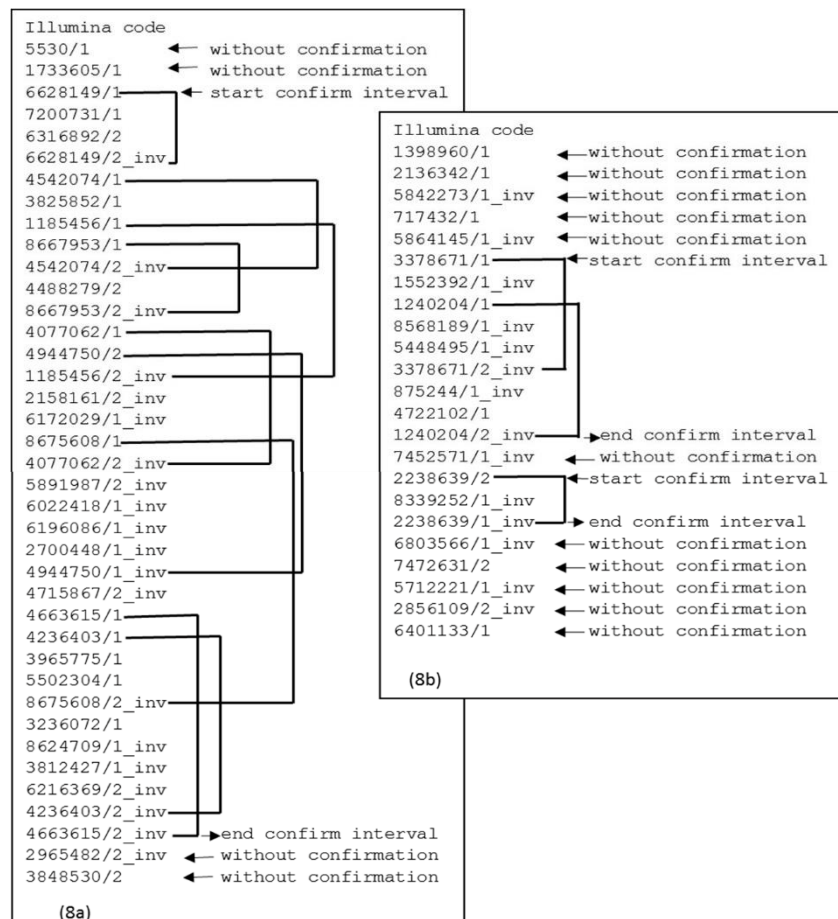 Illumina code
5530/1 without confirmation
1733605/1 without confirmation
6628149/1 start confirm interval
7200731/1
6316892/2
6628149/2_inv
4542074/1
3825852/1
1185456/1
8667953/1
4542074/2_inv
4488279/2
8667953/2_inv
4077062/1
4944750/2
1185456/2_inv
2158161/2_inv
6172029/1_inv
8675608/1
4077062/2_inv
5891987/2_inv
6022418/1_inv
6196086/1_inv
2700448/1_inv
4944750/1_inv
4715867/2_inv
4663615/1
4236403/1
3965775/1
5502304/1
8675608/2_inv
3236072/1
8624709/1_inv
3812427/1_inv
6216369/2_inv
4236403/2_inv
4663615/2_inv end confirm interval
2965482/2_inv without confirmation
3848530/2 without confirmation
(8a)
Illumina code
1398960/1 without confirmation
2136342/1 without confirmation
5842273/1_inv without confirmation
717432/1 without confirmation
5864145/1_inv without confirmation
3378671/1 start confirm interval
1552392/1_inv
1240204/1
8568189/1_inv
5448495/1_inv
3378671/2_inv
875244/1_inv
4722102/1
1240204/2_inv end confirm interval
7452571/1_inv without confirmation
2238639/2 start confirm interval
8339252/1_inv
2238639/1_inv end confirm interval
6803566/1_inv without confirmation
7472631/2 without confirmation
5712221/1_inv without confirmation
2856109/2_inv without confirmation
6401133/1 without confirmation
(8b)